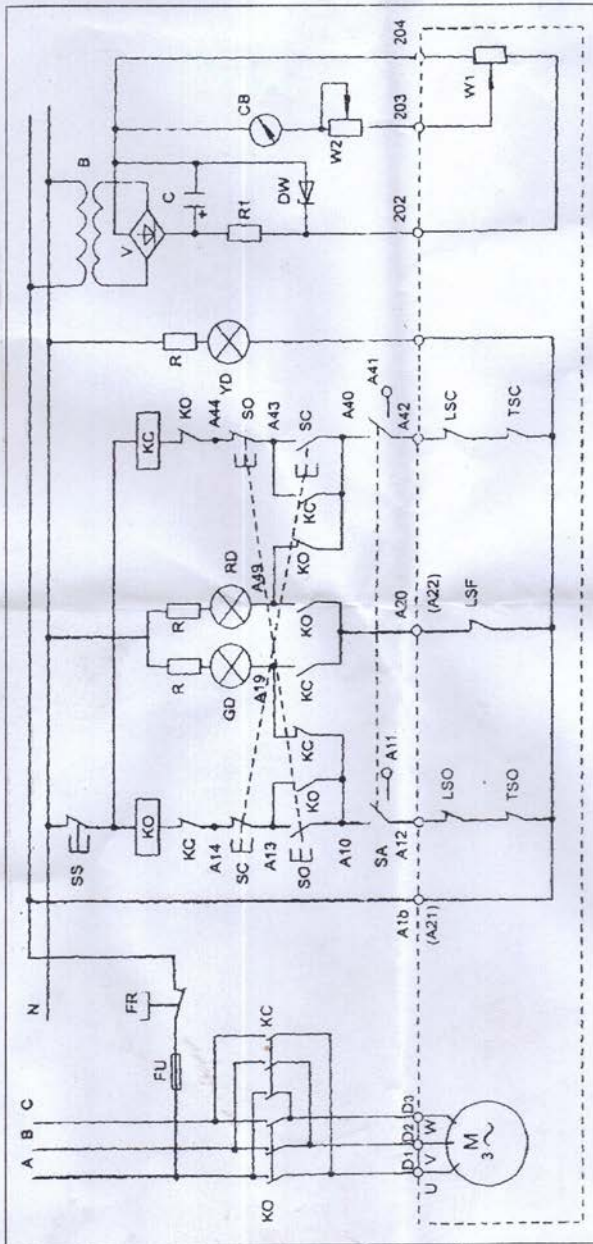 A B C
N
SS
B
FR
FU
KO
R
R
KC
R
V
C
CB
KC
GD
RD
KO
YD
R1
DW
W2
A14
A44
SC
A19
A49
SO
A13
A43
KO
KC
SO
KO
KC
KC
KO
KO
KC
SC
A10
A40
SA
A11
A41
A12
A42
A1b
(A21)
A20
(A22)
202
203
204
D1 D2 D3
U V W
M
3~
LSO
LSF
LSC
TSO
TSC
W1